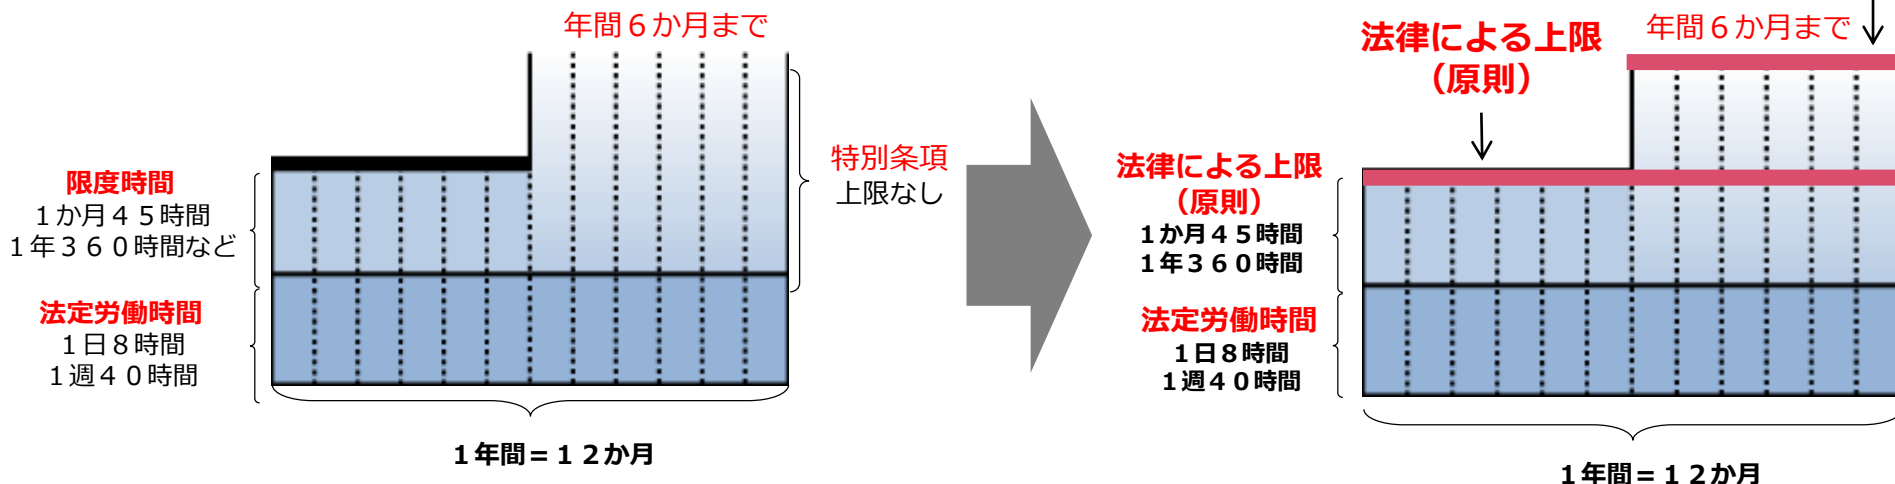 年間６か月まで
限度時間
１か月４５時間
１年３６０時間など
法定労働時間
１日８時間
１週４０時間
特別条項
上限なし
１年間＝１２か月
法律による上限
（原則）
年間６か月まで
法律による上限
（原則）
１か月４５時間
１年３６０時間
法定労働時間
１日８時間
１週４０時間
１年間＝１２か月